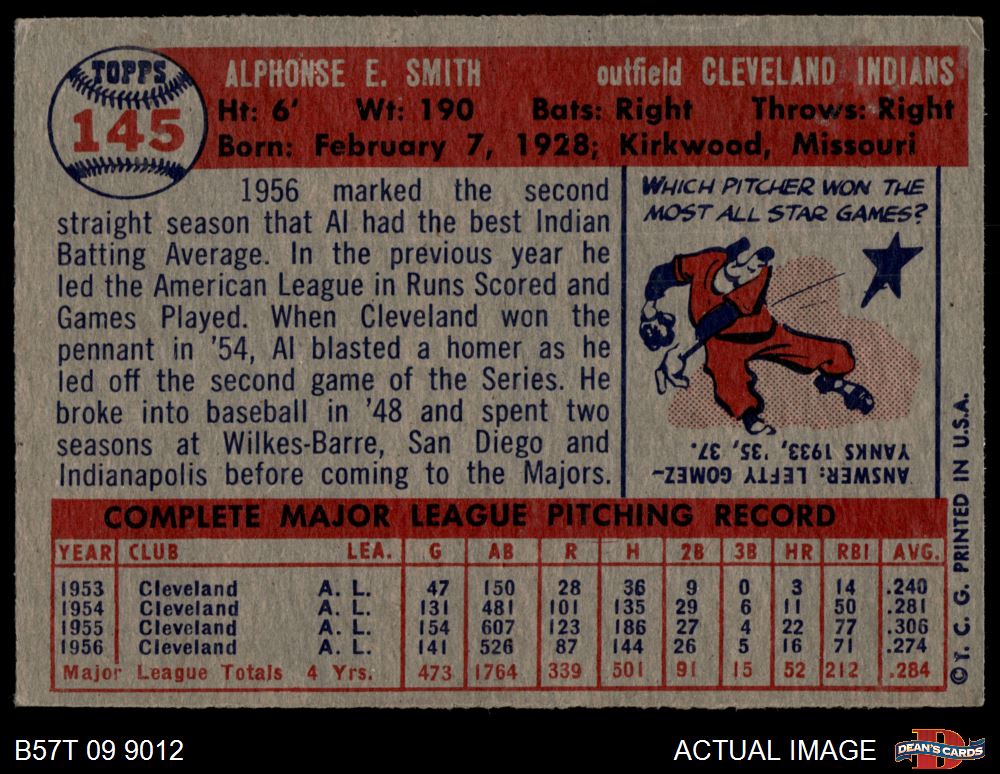 TOPPS
145
ALPHONSE E. SMITH outfield CLEVELAND INDIANS
Ht: 6' Wt: 190 Bats: Right Throws: Right
Born: February 7, 1928; Kirkwood, Missouri
1956 marked the second
straight season that Al had the best Indian
Batting Average. In the previous year he
led the American League in Runs Scored and
Games Played. When Cleveland won the
pennant in '54, Al blasted a homer as he
led off the second game of the Series. He
broke into baseball in '48 and spent two
seasons at Wilkes-Barre, San Diego and
Indianapolis before coming to the Majors.
WHICH PITCHER WON THE
MOST ALL STAR GAMES?
ANSWER: LEFTY GOMEZ~
YANKS 1933, '35, '37.
COMPLETE MAJOR LEAGUE PITCHING RECORD
YEAR CLUB LEA. G AB R H 2B 3B HR RBI AVG.
1953 Cleveland A. L. 47 150 28 36 9 0 3 14 .240
1954 Cleveland A. L. 131 481 101 135 29 6 11 50 .281
1955 Cleveland A. L. 154 607 123 186 27 4 22 77 .306
1956 Cleveland A. L. 141 526 87 144 26 5 16 71 .274
Major League Totals 4 Yrs. 473 1764 339 501 91 15 52 212 .284
© T. C. G. PRINTED IN U.S.A.
B57T 09 9012 ACTUAL IMAGE
DEAN'S CARDS